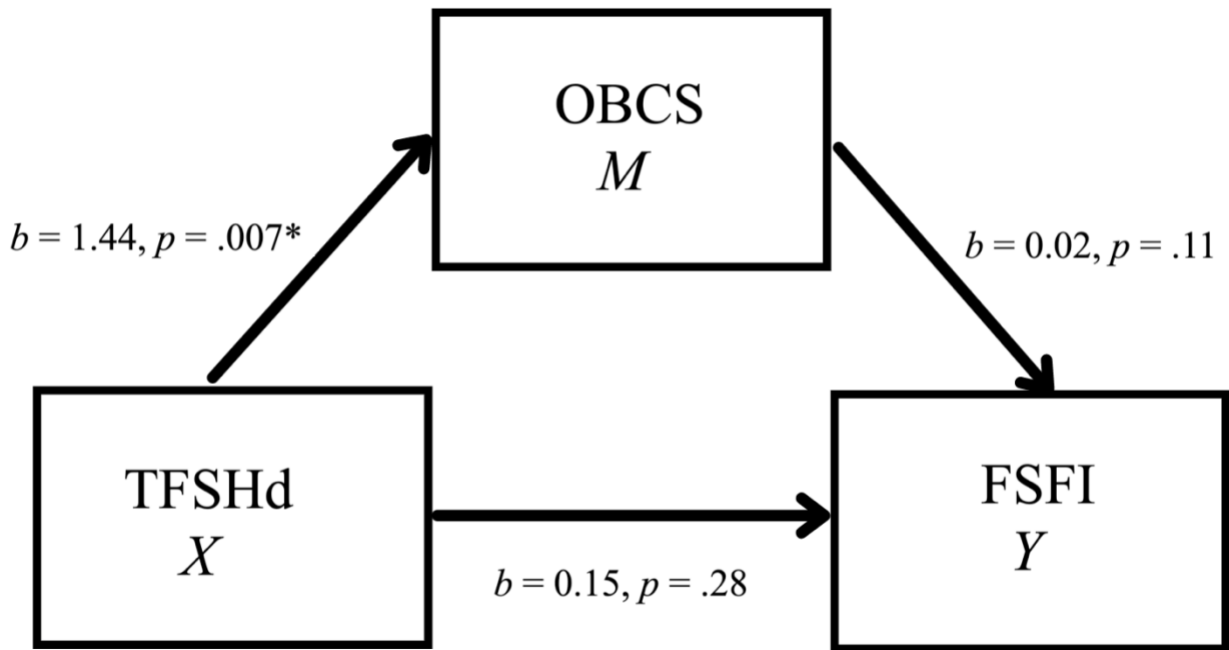 OBCS
M
b = 1.44, p = .007*
b = 0.02, p = .11
TFSHd
X
FSFI
Y
b = 0.15, p = .28